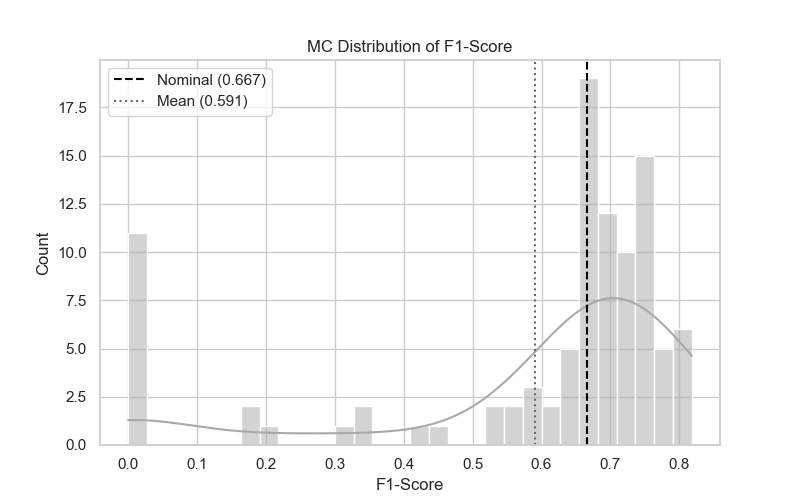 MC Distribution of F1-Score
Nominal (0.667)
Mean (0.591)
17.5
15.0
12.5
10.0
7.5
5.0
2.5
0.0
Count
0.0 0.1 0.2 0.3 0.4 0.5 0.6 0.7 0.8
F1-Score